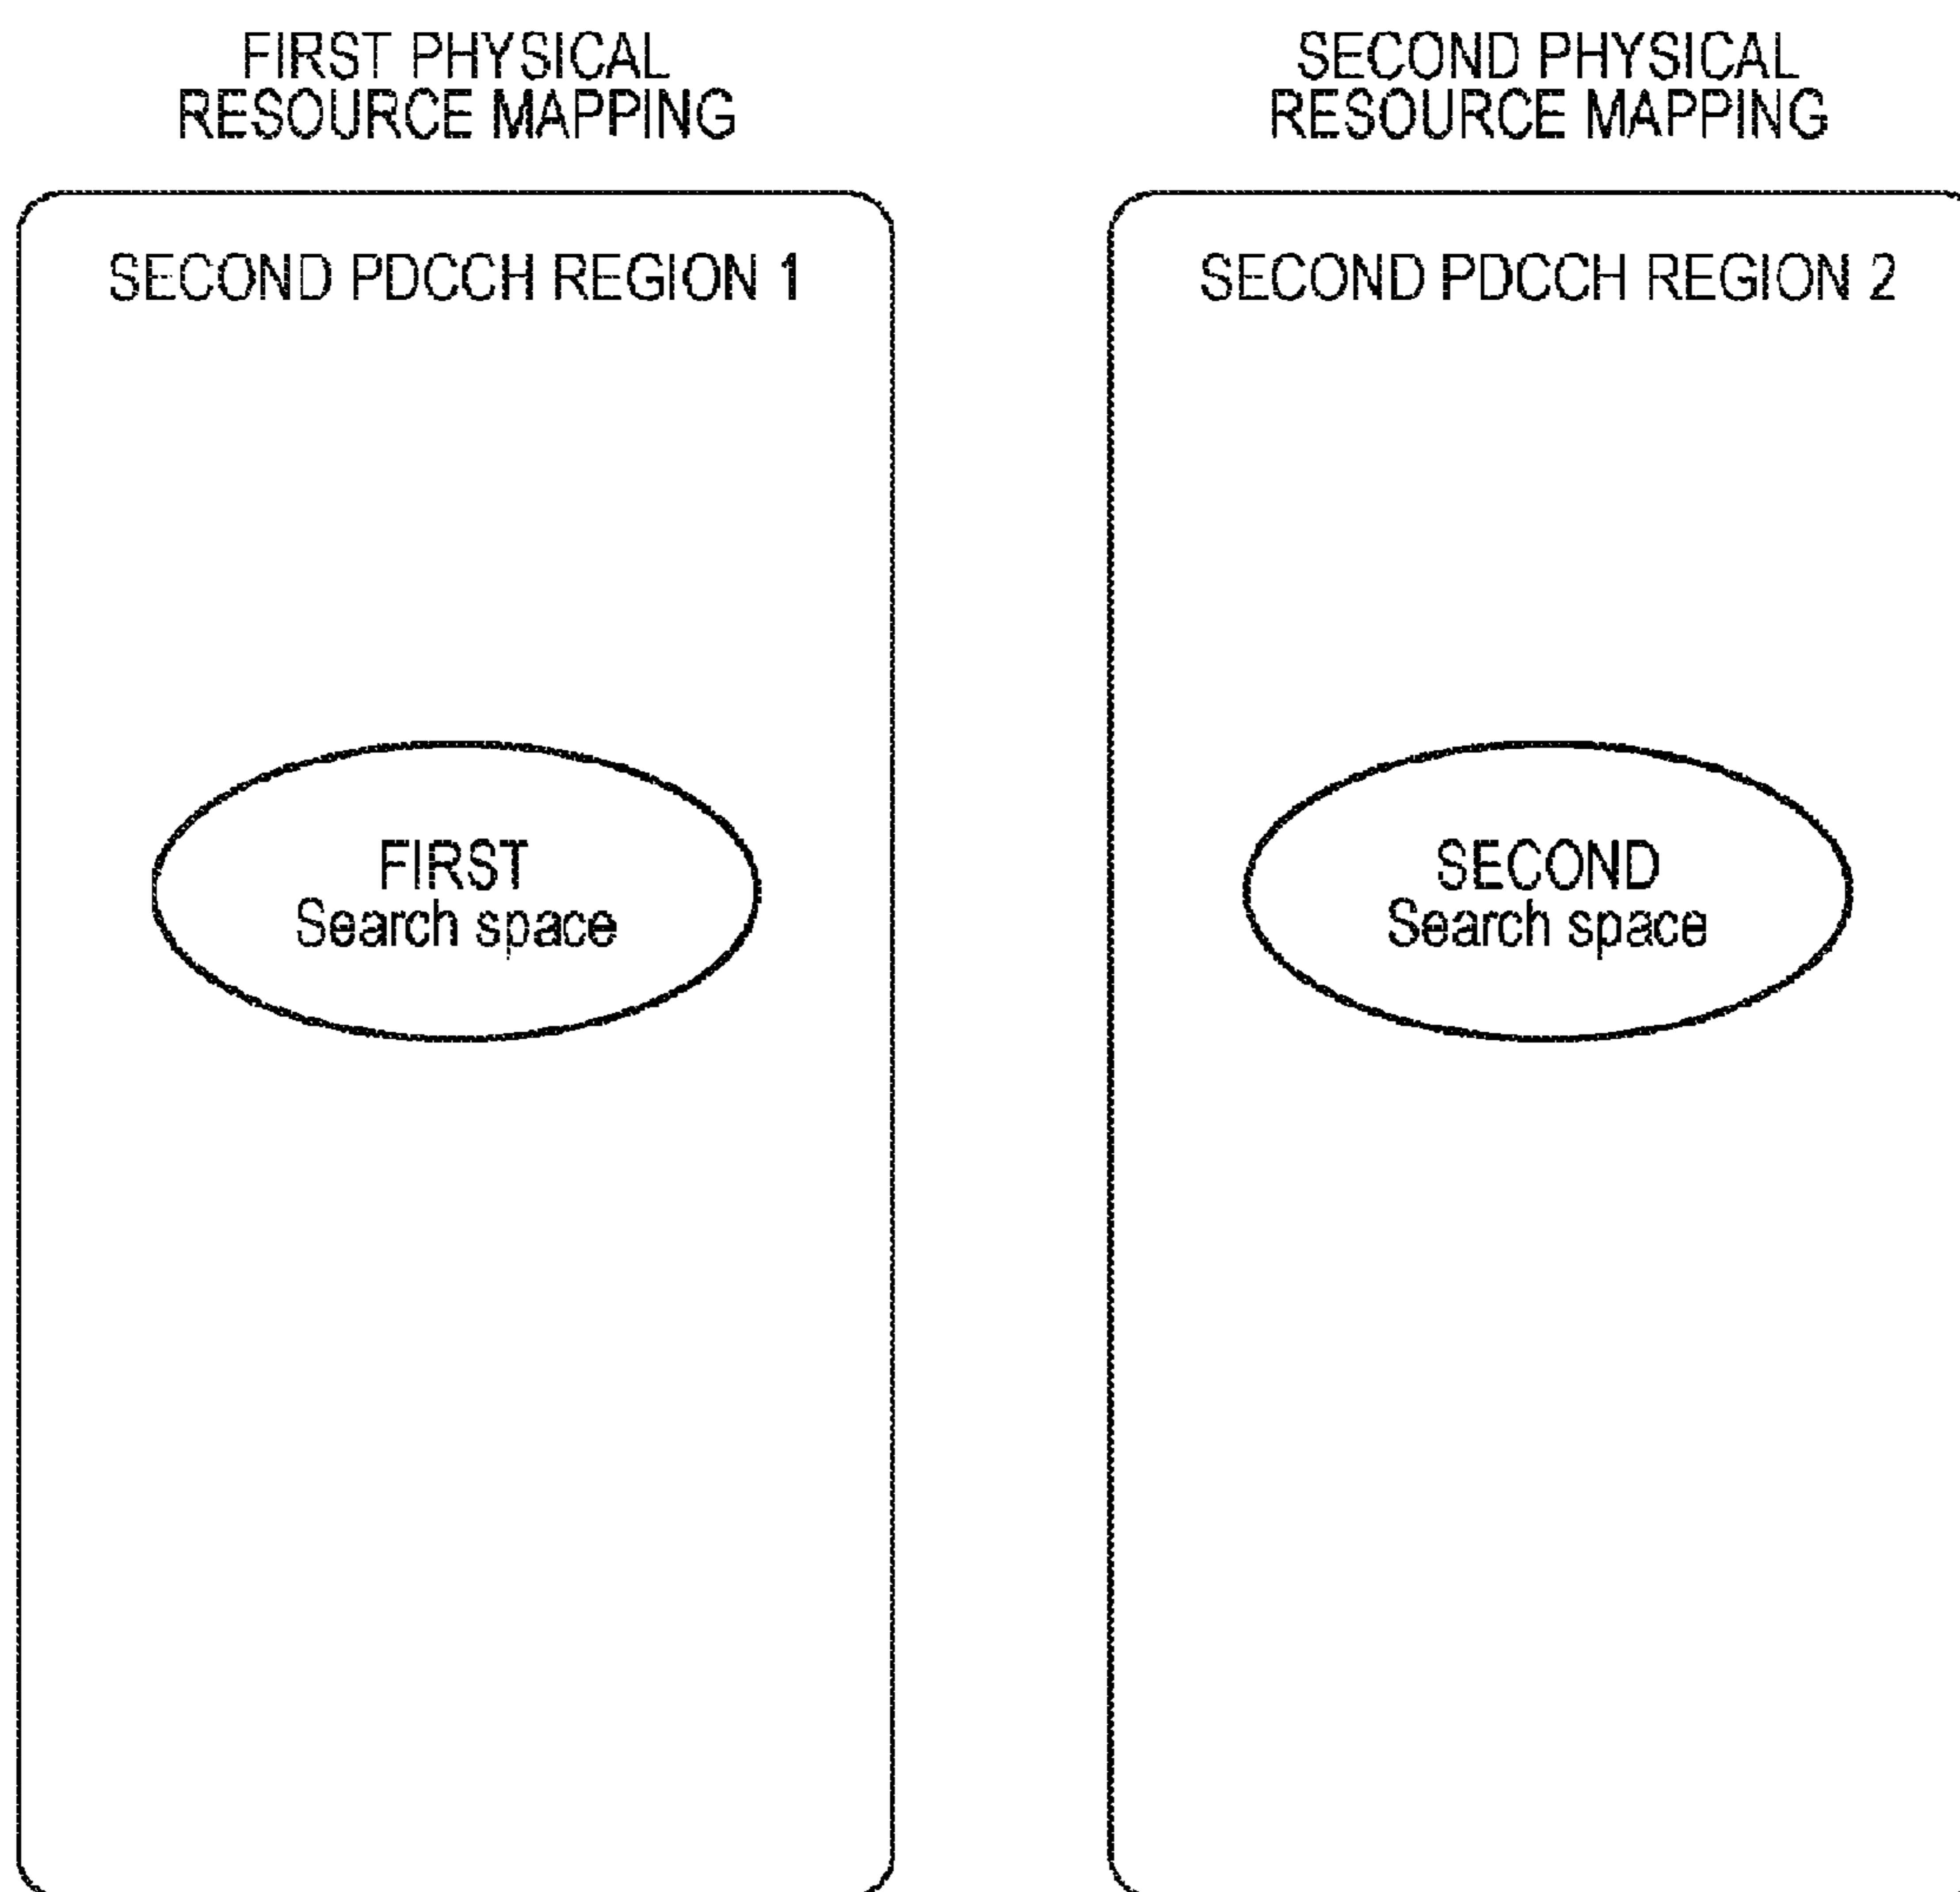 FIRST PHYSICAL
RESOURCE MAPPING
SECOND PDCCH REGION 1
FIRST
Search space
SECOND PHYSICAL
RESOURCE MAPPING
SECOND PDCCH REGION 2
SECOND
Search space